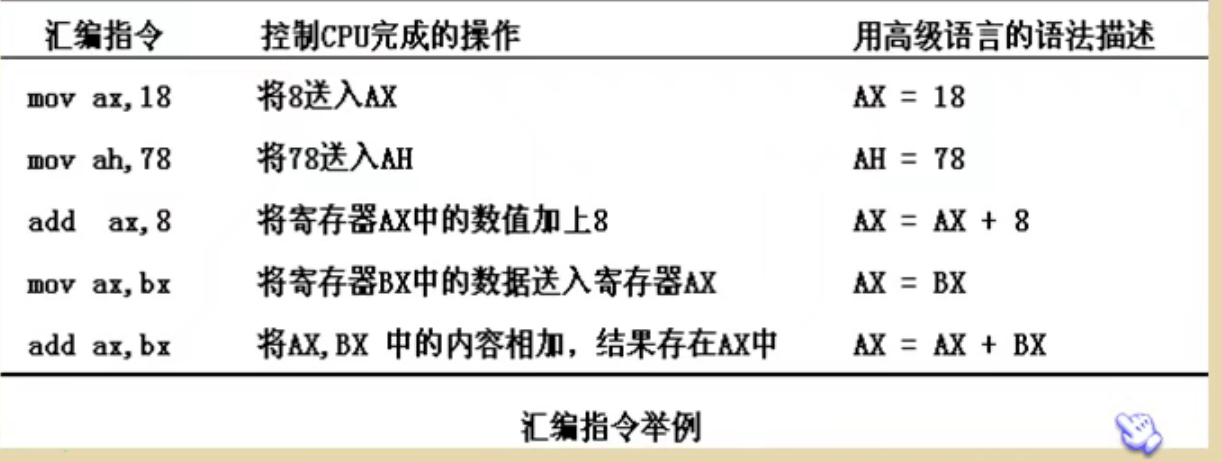 汇编指令 控制CPU完成的操作 用高级语言的语法描述
mov ax,18 将8送入AX AX = 18
mov ah,78 将78送入AH AH = 78
add ax,8 将寄存器AX中的数值加上8 AX = AX + 8
mov ax,bx 将寄存器BX中的数据送入寄存器AX AX = BX
add ax,bx 将AX,BX 中的内容相加，结果存在AX中 AX = AX + BX
汇编指令举例